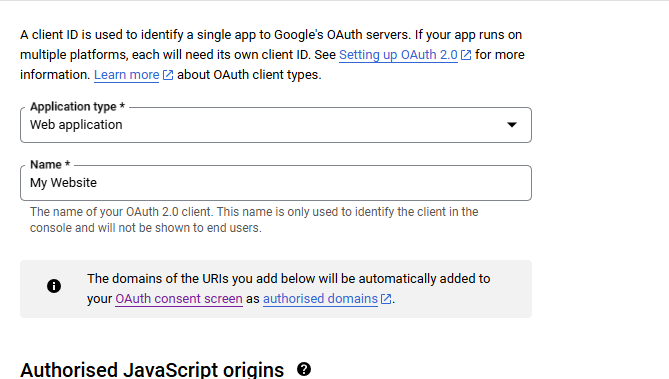 A client ID is used to identify a single app to Google's OAuth servers. If your app runs on
multiple platforms, each will need its own client ID. See Setting up OAuth 2.0 for more
information. Learn more about OAuth client types.
Application type *
Web application
Name *
My Website
The name of your OAuth 2.0 client. This name is only used to identify the client in the
console and will not be shown to end users.
The domains of the URIs you add below will be automatically added to
your OAuth consent screen as authorised domains.
Authorised JavaScript origins